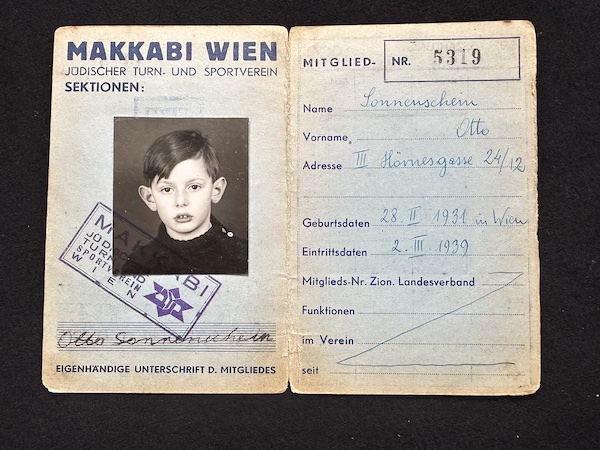 MAKKABI WIEN
JÜDISCHER TURN- UND SPORTVEREIN
SEKTIONEN:
MAKKABI
JÜD.
TURN- UND
SPORTVEREIN
WIEN
Otto Sonnenschein
EIGENHÄNDIGE UNTERSCHRIFT D. MITGLIEDES
MITGLIED- NR. 5319
Name Sonnenschein
Vorname Otto
Adresse III Hörnesgasse 24/12
Geburtsdaten 28. II 1931 in Wien
Eintrittsdaten 2. III. 1939
Mitglieds-Nr. Zion. Landesverband
Funktionen
im Verein
seit